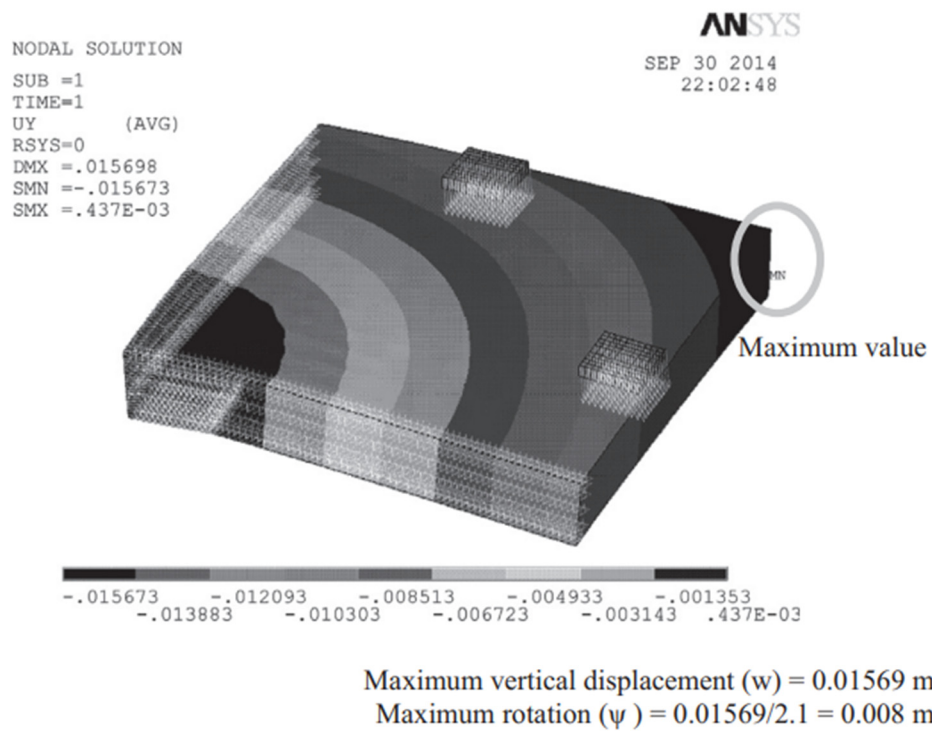 ANSYS
NODAL SOLUTION
SUB =1
TIME=1
UY (AVG)
RSYS=0
DMX =.015698
SMN =-.015673
SMX =.437E-03
SEP 30 2014
22:02:48
MN
Maximum value
-.015673 -.012093 -.008513 -.004933 -.001353
-.013883 -.010303 -.006723 -.003143 .437E-03
Maximum vertical displacement (w) = 0.01569 m
Maximum rotation (ψ ) = 0.01569/2.1 = 0.008 m